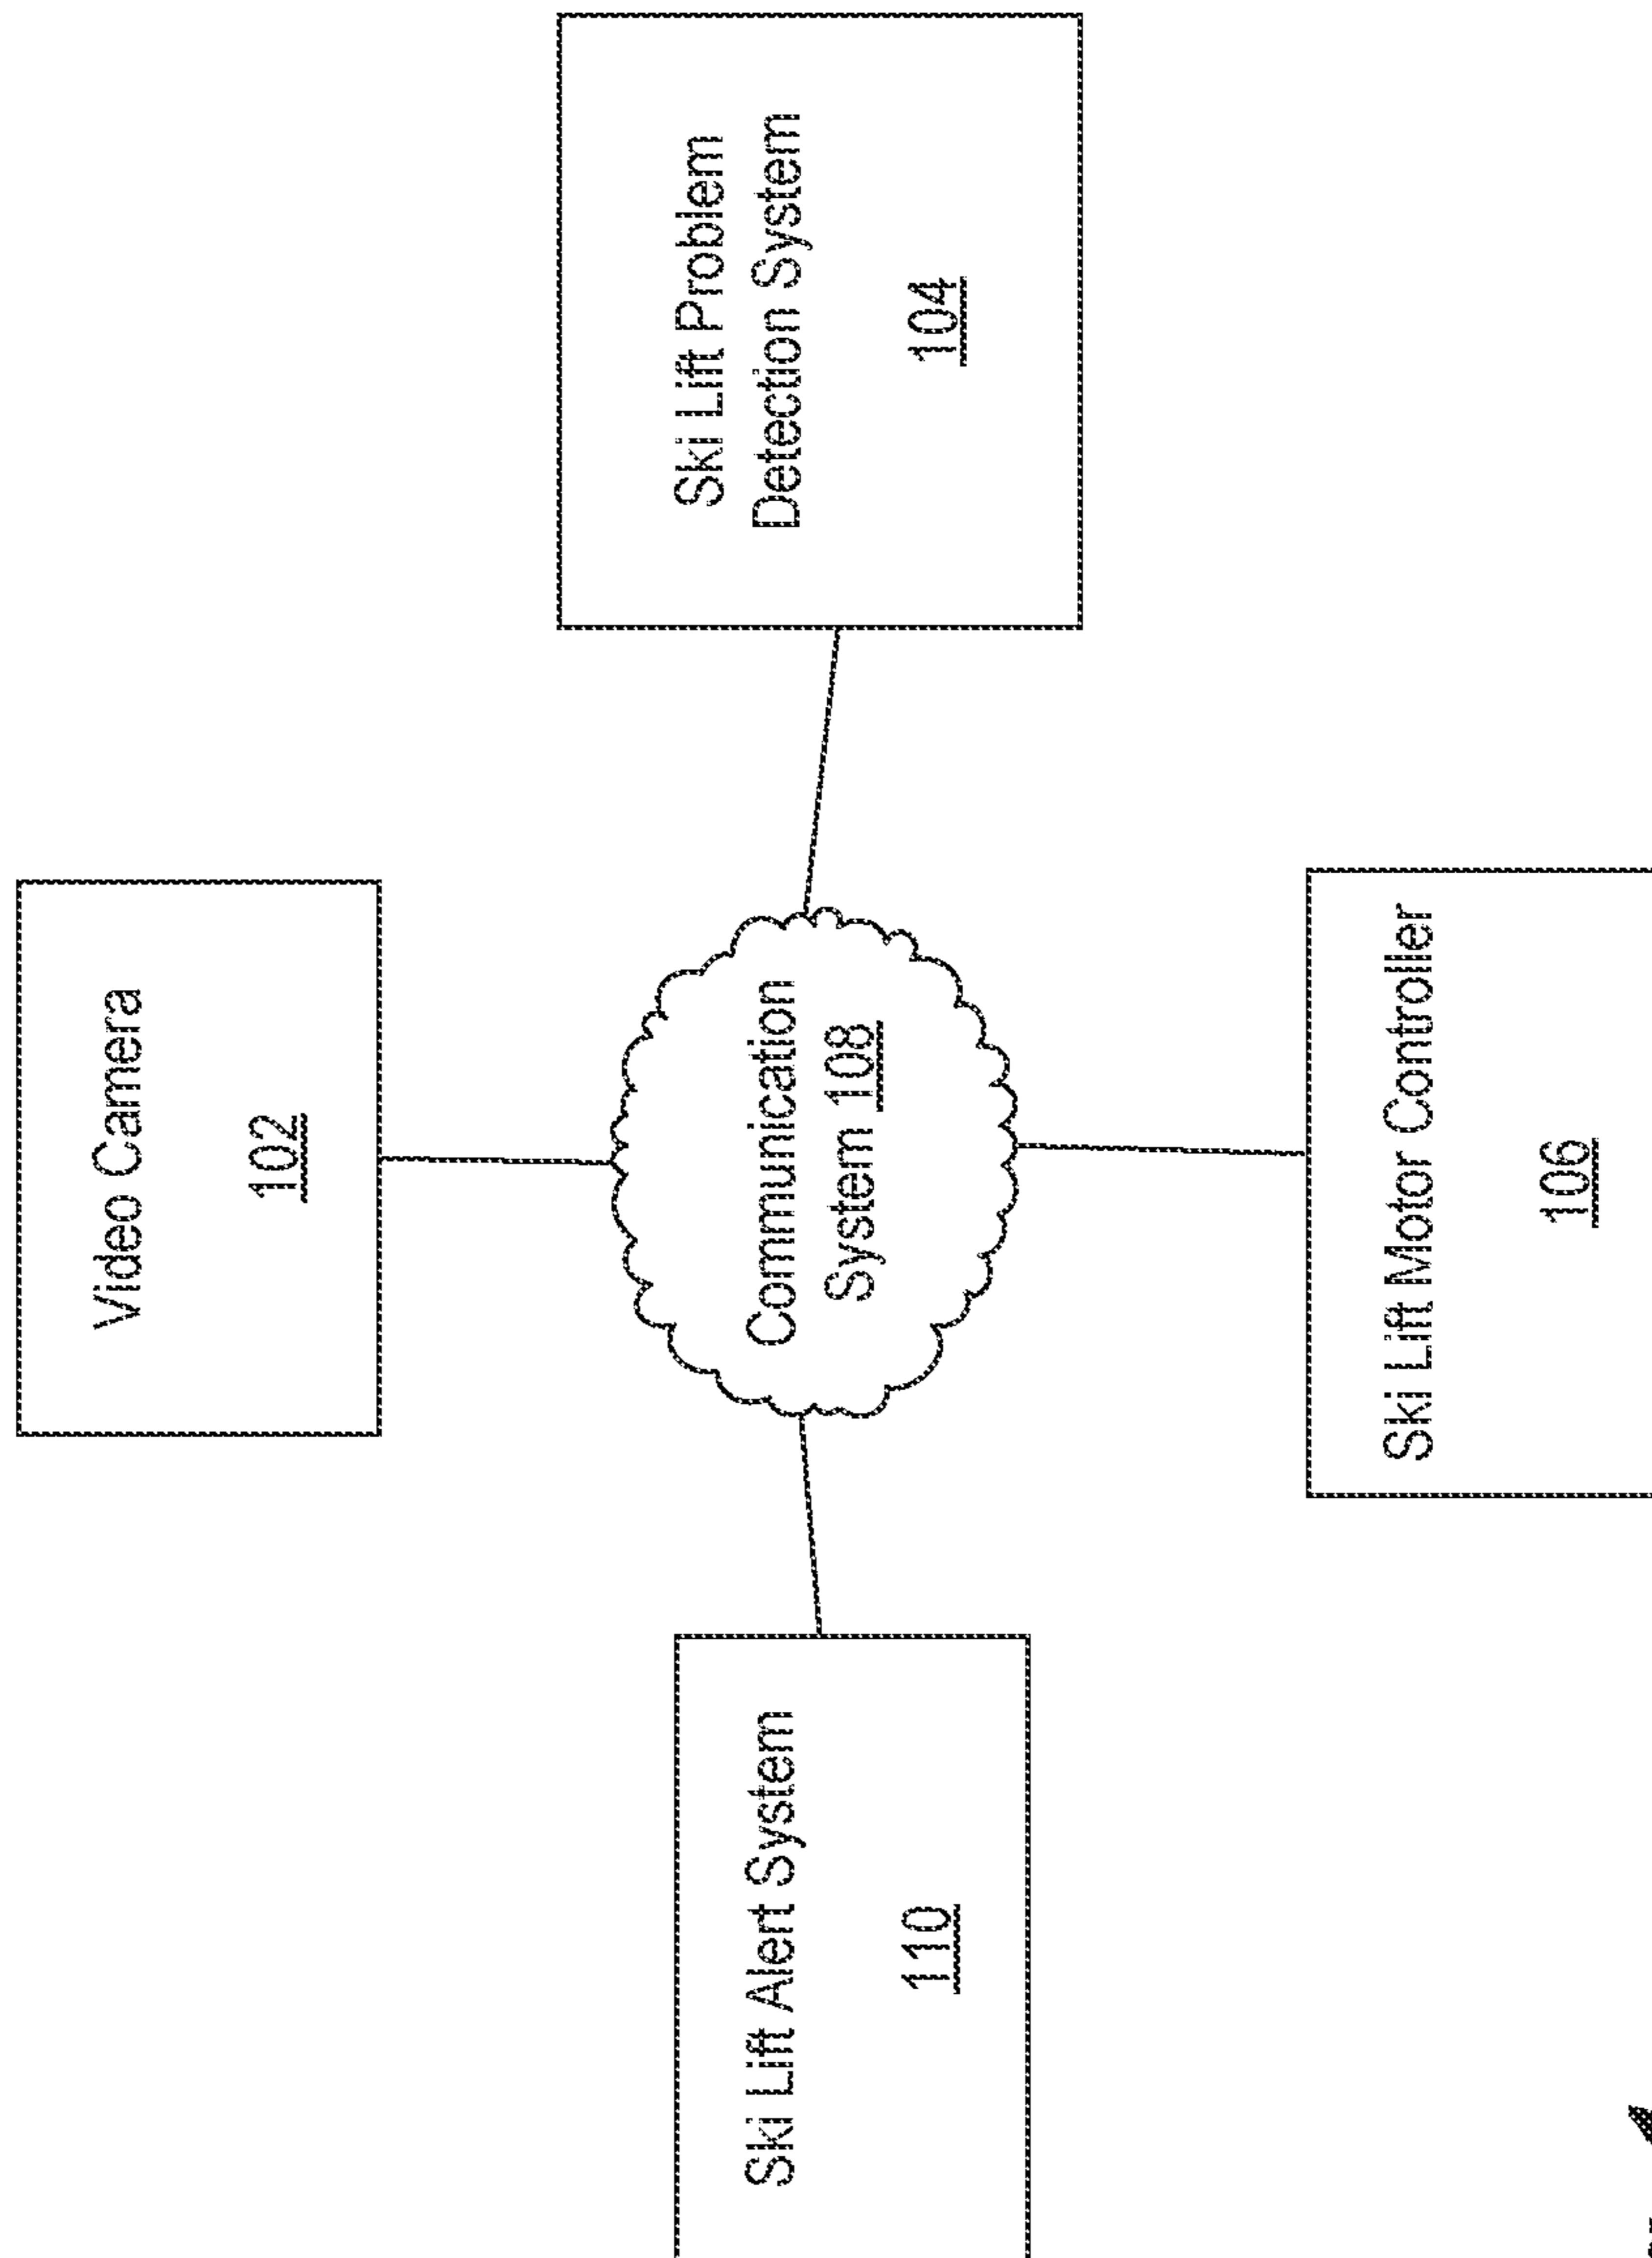 Video Camera
102
Ski Lift Alert System
110
Communication
System 108
Ski Lift Problem
Detection System
104
Ski Lift Motor Controller
106